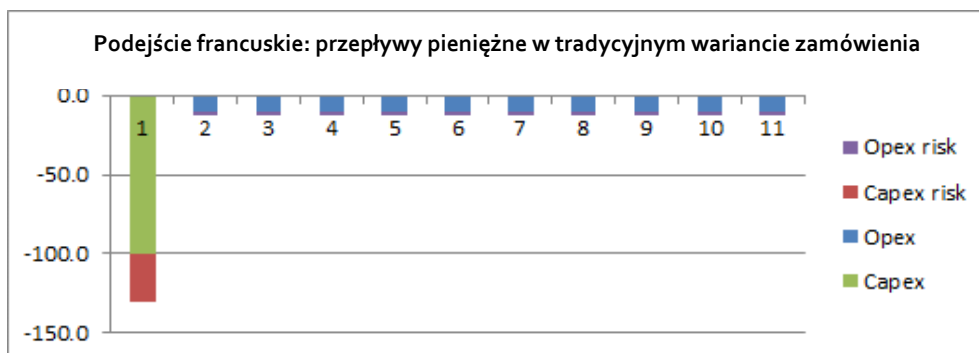 Podejście francuskie: przepływy pieniężne w tradycyjnym wariancie zamówienia
0.0
1 2 3 4 5 6 7 8 9 10 11
-50.0
-100.0
-150.0
Opex risk
Capex risk
Opex
Capex